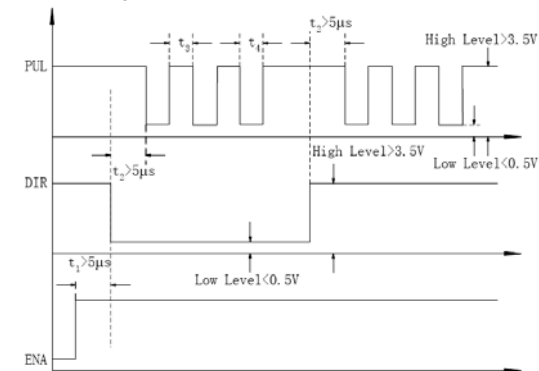 t₂>5μs
t₃
t₄
High Level>3.5V
PUL
High Level>3.5V
Low Level<0.5V
t₂>5μs
DIR
t₁>5μs
Low Level<0.5V
ENA